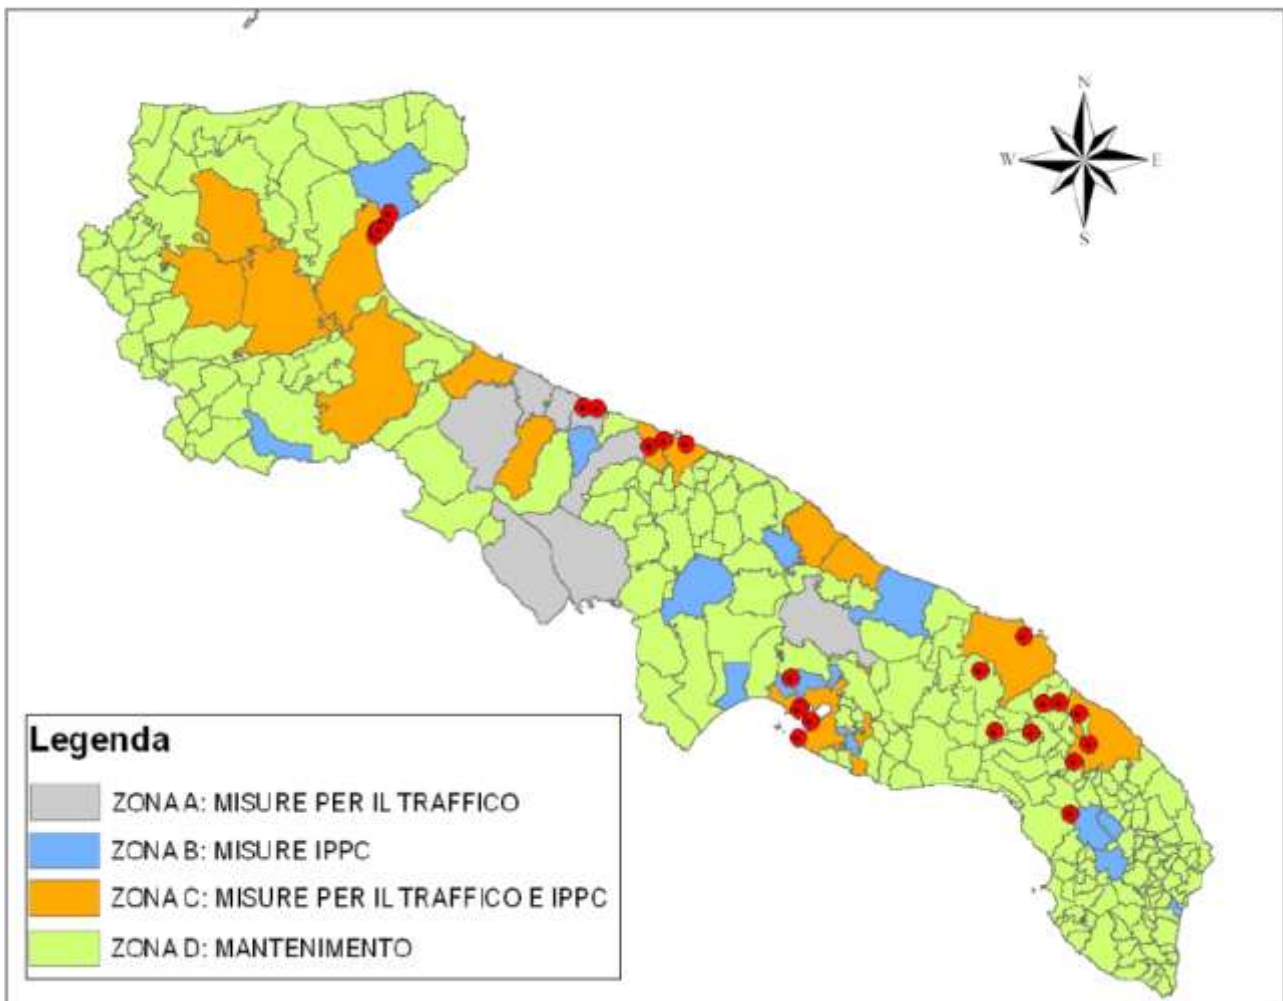 N
W E
S
Legenda
ZONA A: MISURE PER IL TRAFFICO
ZONA B: MISURE IPPC
ZONA C: MISURE PER IL TRAFFICO E IPPC
ZONA D: MANTENIMENTO